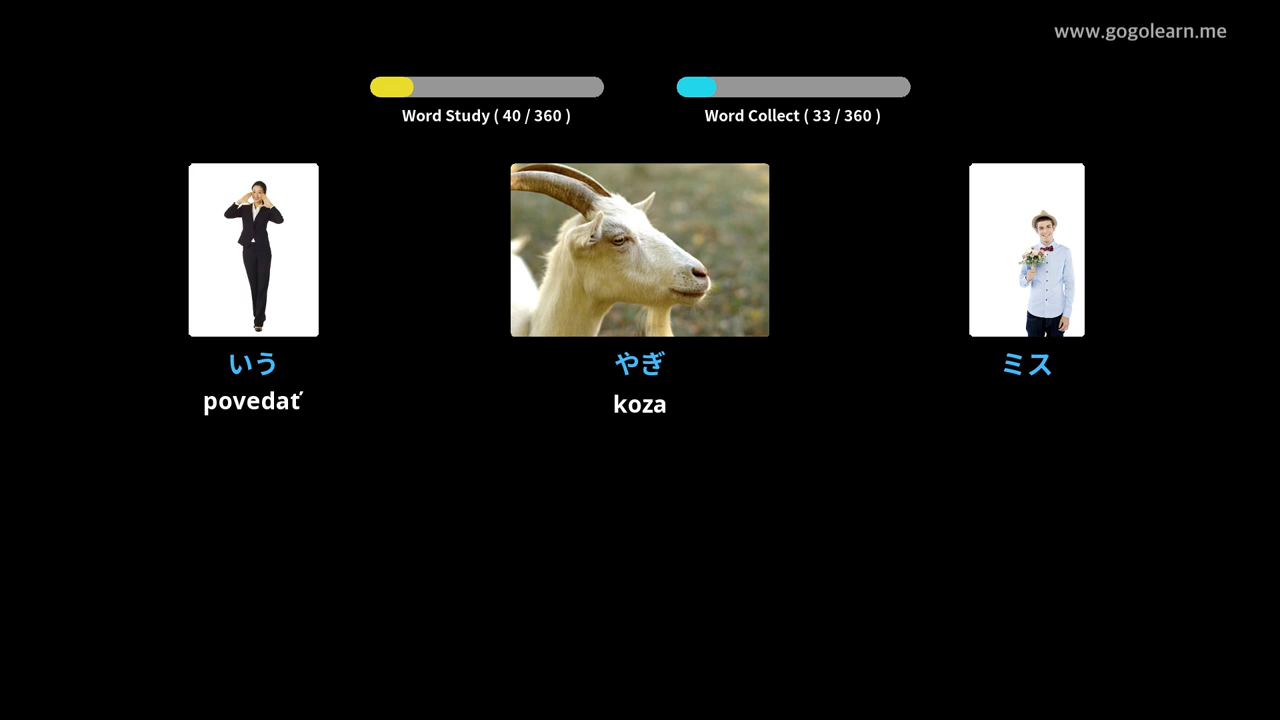 www.gogolearn.me
Word Study ( 40 / 360 )
Word Collect ( 33 / 360 )
いう
povedať
やぎ
koza
ミス